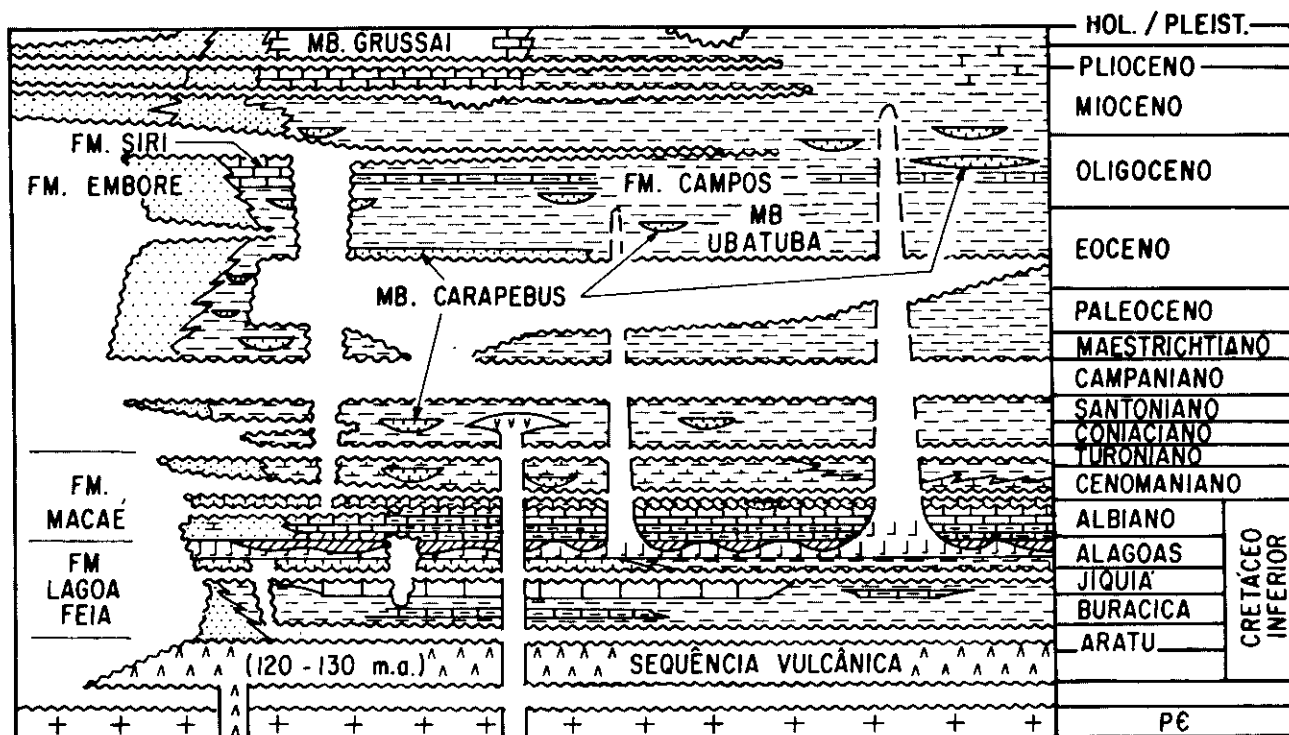 HOL. / PLEIST.
MB. GRUSSAI
PLIOCENO
MIOCENO
FM. SIRI
OLIGOCENO
FM. EMBORE
FM. CAMPOS
MB
UBATUBA
EOCENO
MB. CARAPEBUS
PALEOCENO
MAESTRICHTIANO
CAMPANIANO
SANTONIANO
CONIACIANO
TURONIANO
FM.
MACAÉ
CENOMANIANO
ALBIANO
ALAGOAS
FM
LAGOA
FEIA
JIQUIÁ
BURACICA
ARATU
CRETÁCEO
INFERIOR
(120 - 130 m.a.)
SEQUÊNCIA VULCÂNICA
PЄ